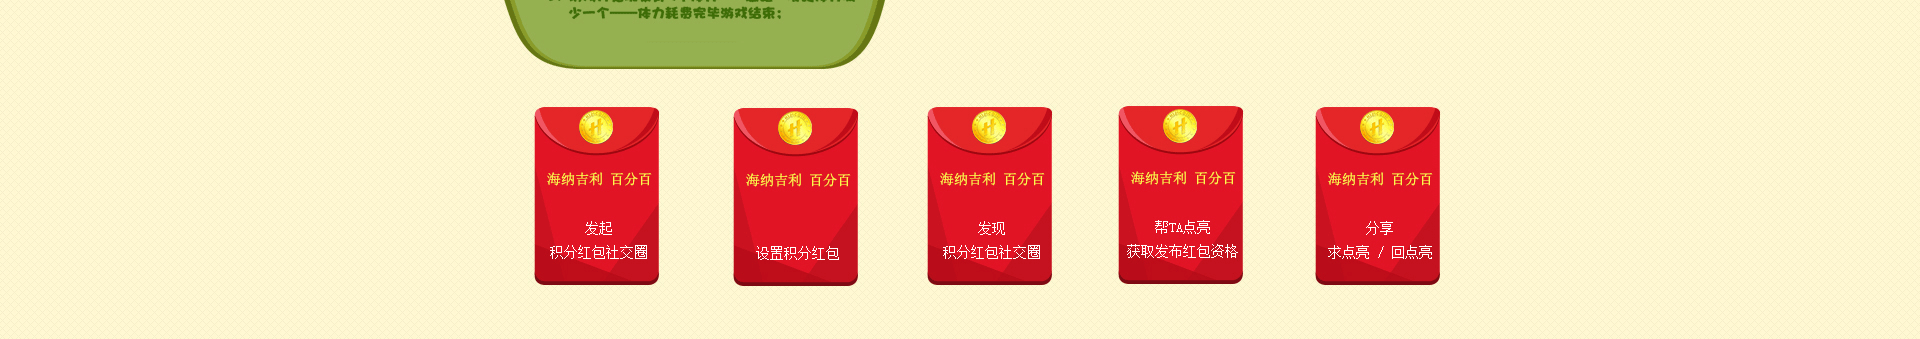 少一个——体力耗费完毕游戏结束；
海纳吉利 百分百
发起
积分红包社交圈
海纳吉利 百分百
设置积分红包
海纳吉利 百分百
发现
积分红包社交圈
海纳吉利 百分百
帮TA点亮
获取发布红包资格
海纳吉利 百分百
分享
求点亮 / 回点亮